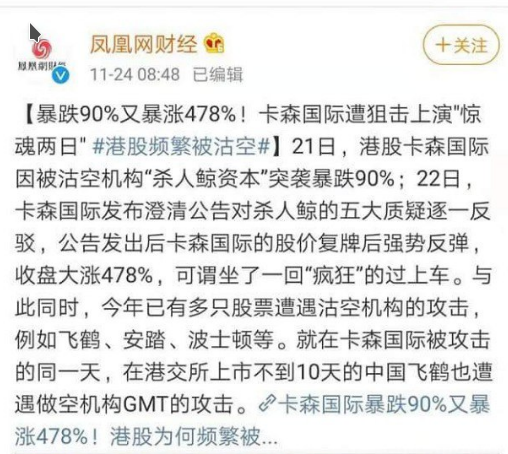 凤凰网财经
＋关注
11-24 08:48 已编辑
【暴跌90%又暴涨478%！卡森国际遭狙击上演"惊
魂两日" #港股频繁被沽空#】21日，港股卡森国际
因被沽空机构“杀人鲸资本”突袭暴跌90%；22日，
卡森国际发布澄清公告对杀人鲸的五大质疑逐一反
驳，公告发出后卡森国际的股价复牌后强势反弹，
收盘大涨478%，可谓坐了一回“疯狂”的过上车。与
此同时，今年已有多只股票遭遇沽空机构的攻击，
例如飞鹤、安踏、波士顿等。就在卡森国际被攻击
的同一天，在港交所上市不到10天的中国飞鹤也遭
遇做空机构GMT的攻击。卡森国际暴跌90%又暴
涨478%！港股为何频繁被...